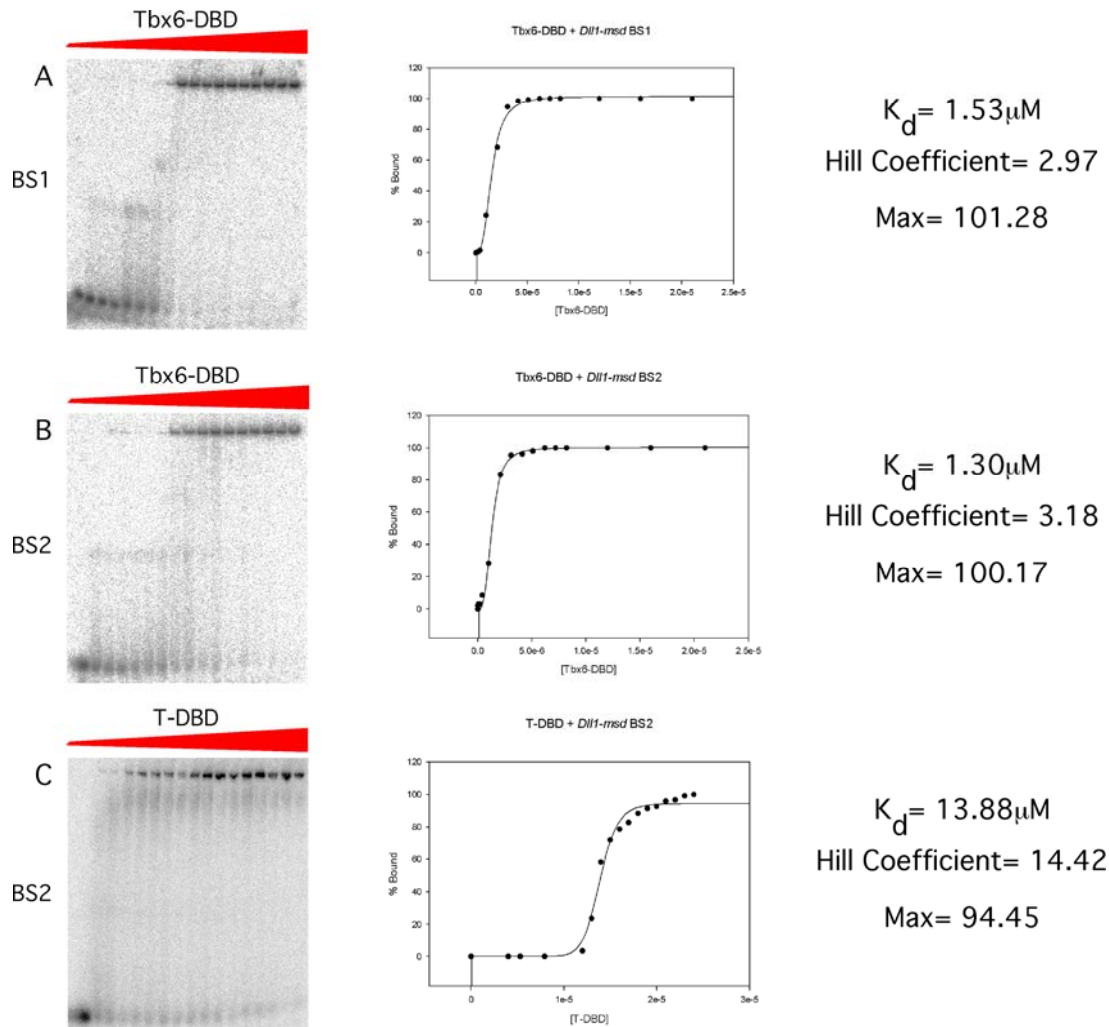 Tbx6-DBD
A
BS1
Tbx6-DBD + Dll1-msd BS1
120
100
80
60
40
20
0
% Bound
0.0 5.0e-6 1.0e-5 1.5e-5 2.0e-5 2.5e-5
[Tbx6-DBD]
Kd= 1.53μM
Hill Coefficient= 2.97
Max= 101.28
Tbx6-DBD
B
BS2
Tbx6-DBD + Dll1-msd BS2
120
100
80
60
40
20
0
% Bound
0.0 5.0e-6 1.0e-5 1.5e-5 2.0e-5 2.5e-5
[Tbx6-DBD]
Kd= 1.30μM
Hill Coefficient= 3.18
Max= 100.17
T-DBD
C
BS2
T-DBD + Dll1-msd BS2
120
100
80
60
40
20
0
% Bound
0 1e-5 2e-5 3e-5
[T-DBD]
Kd= 13.88μM
Hill Coefficient= 14.42
Max= 94.45